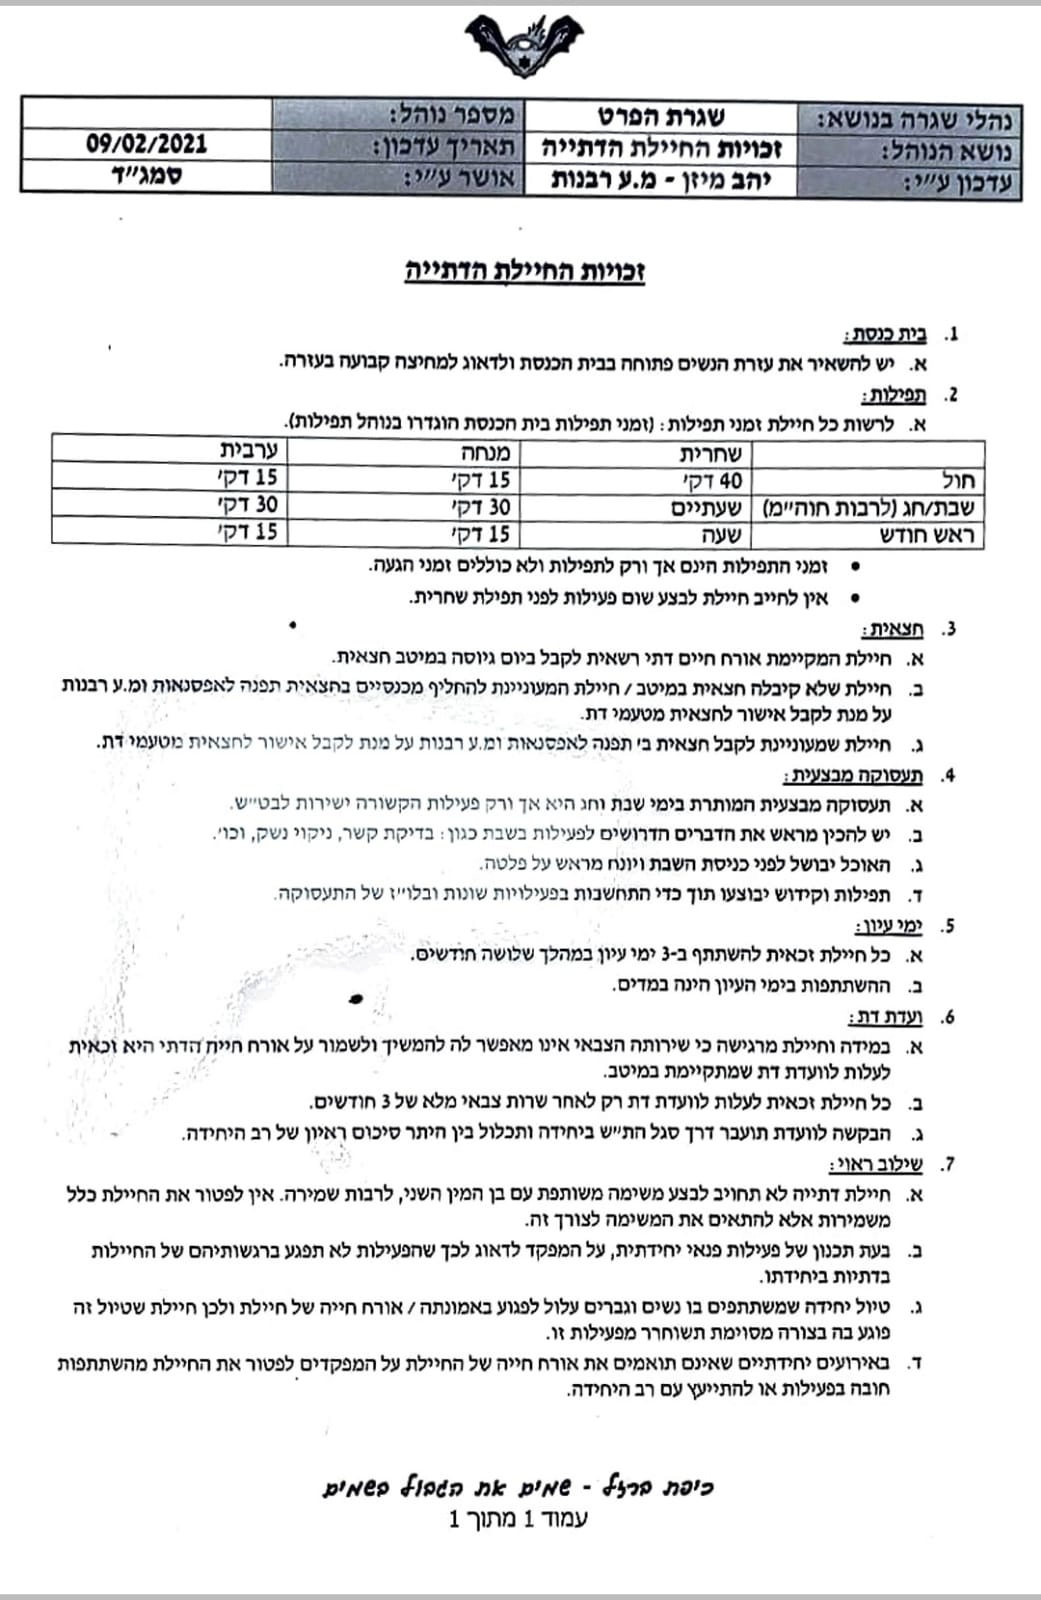 נהלי שגרה בנושא: שגרת הפרט מספר נוהל:
נושא הנוהל: זכויות החיילת הדתייה תאריך עדכון: 09/02/2021
עדכון ע״י: יהב מיזן - מ.ע רבנות אושר ע״י: סמג״ד
זכויות החיילת הדתייה
1. בית כנסת:
א. יש להשאיר את עזרת הנשים פתוחה בבית הכנסת ולדאוג למחיצה קבועה בעזרה.
2. תפילות:
א. לרשות כל חיילת זמני תפילות: (זמני תפילות בית הכנסת הוגדרו בנוהל תפילות).
שחרית מנחה ערבית
חול 40 דק׳ 15 דק׳ 15 דק׳
שבת/חג (לרבות חוה״מ) שעתיים 30 דק׳ 30 דק׳
ראש חודש שעה 15 דק׳ 15 דק׳
• זמני התפילות הינם אך ורק לתפילות ולא כוללים זמני הגעה.
• אין לחייב חיילת לבצע שום פעילות לפני תפילת שחרית.
3. חצאית:
א. חיילת המקיימת אורח חיים דתי רשאית לקבל ביום גיוסה במיטב חצאית.
ב. חיילת שלא קיבלה חצאית במיטב / חיילת המעוניינת להחליף מכנסיים בחצאית תפנה לאפסנאות ומ.ע רבנות
על מנת לקבל אישור לחצאית מטעמי דת.
ג. חיילת שמעוניינת לקבל חצאית ב׳ תפנה לאפסנאות ומ.ע רבנות על מנת לקבל אישור לחצאית מטעמי דת.
4. תעסוקה מבצעית:
א. תעסוקה מבצעית המותרת בימי שבת וחג היא אך ורק פעילות הקשורה ישירות לבט״ש.
ב. יש להכין מראש את הדברים הדרושים לפעילות בשבת כגון: בדיקת קשר, ניקוי נשק, וכו׳.
ג. האוכל יבושל לפני כניסת השבת ויונח מראש על פלטה.
ד. תפילות וקידוש יבוצעו תוך כדי התחשבות בפעילויות שונות ובלו״ז של התעסוקה.
5. ימי עיון:
א. כל חיילת זכאית להשתתף ב-3 ימי עיון במהלך שלושה חודשים.
ב. ההשתתפות בימי העיון הינה במדים.
6. ועדת דת:
א. במידה וחיילת מרגישה כי שירותה הצבאי אינו מאפשר לה להמשיך ולשמור על אורח חייה הדתי היא זכאית
לעלות לוועדת דת שמתקיימת במיטב.
ב. כל חיילת זכאית לעלות לוועדת דת רק לאחר שרות צבאי מלא של 3 חודשים.
ג. הבקשה לוועדת תועבר דרך סגל הת״ש ביחידה ותכלול בין היתר סיכום ראיון של רב היחידה.
7. שילוב ראוי:
א. חיילת דתייה לא תחויב לבצע משימה משותפת עם בן המין השני, לרבות שמירה. אין לפטור את החיילת כלל
משמירות אלא להתאים את המשימה לצורך זה.
ב. בעת תכנון של פעילות פנאי יחידתית, על המפקד לדאוג לכך שהפעילות לא תפגע ברגשותיהם של החיילות
בדתיות ביחידתו.
ג. טיול יחידה שמשתתפים בו נשים וגברים עלול לפגוע באמונתה / אורח חייה של חיילת ולכן חיילת שטיול זה
פוגע בה בצורה מסוימת תשוחרר מפעילות זו.
ד. באירועים יחידתיים שאינם תואמים את אורח חייה של החיילת על המפקדים לפטור את החיילת מהשתתפות
חובה בפעילות או להתייעץ עם רב היחידה.
כיפת ברזל - שמים את הגבול בשמים
עמוד 1 מתוך 1